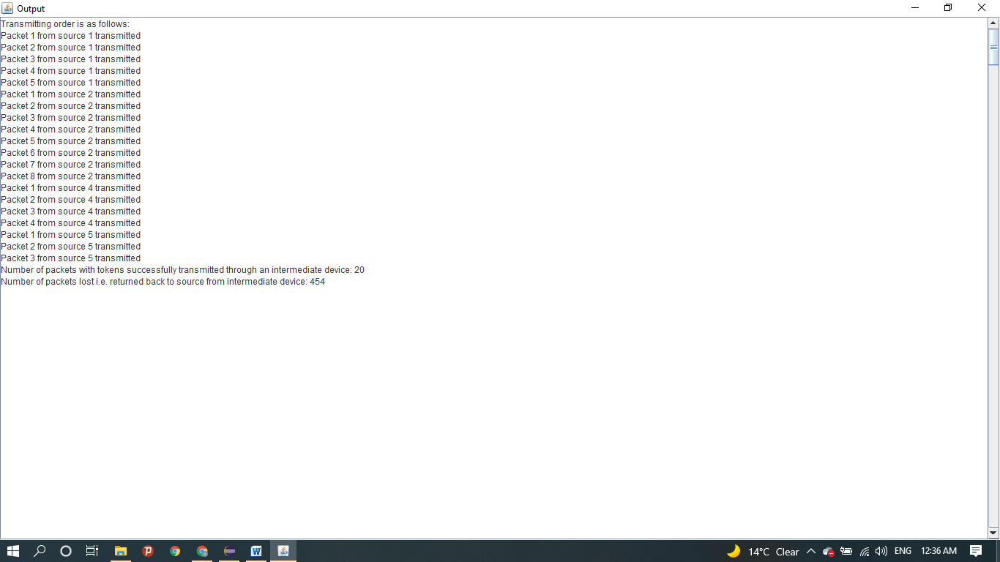 Output
Transmitting order is as follows:
Packet 1 from source 1 transmitted
Packet 2 from source 1 transmitted
Packet 3 from source 1 transmitted
Packet 4 from source 1 transmitted
Packet 5 from source 1 transmitted
Packet 1 from source 2 transmitted
Packet 2 from source 2 transmitted
Packet 3 from source 2 transmitted
Packet 4 from source 2 transmitted
Packet 5 from source 2 transmitted
Packet 6 from source 2 transmitted
Packet 7 from source 2 transmitted
Packet 8 from source 2 transmitted
Packet 1 from source 4 transmitted
Packet 2 from source 4 transmitted
Packet 3 from source 4 transmitted
Packet 4 from source 4 transmitted
Packet 1 from source 5 transmitted
Packet 2 from source 5 transmitted
Packet 3 from source 5 transmitted
Number of packets with tokens successfully transmitted through an intermediate device: 20
Number of packets lost i.e. returned back to source from intermediate device: 454
14°C Clear ENG 12:36 AM